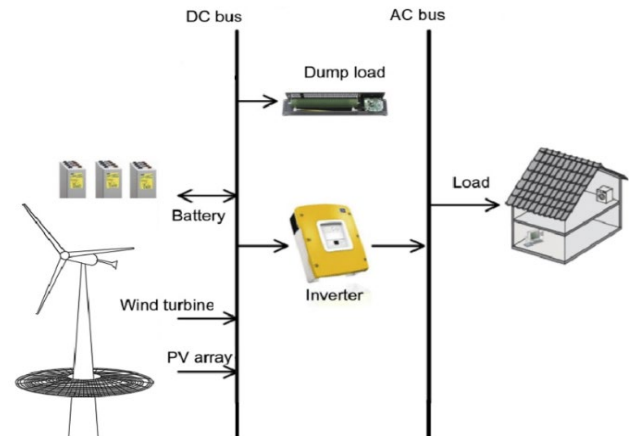 DC bus
AC bus
Dump load
Battery
Load
Inverter
Wind turbine
PV array